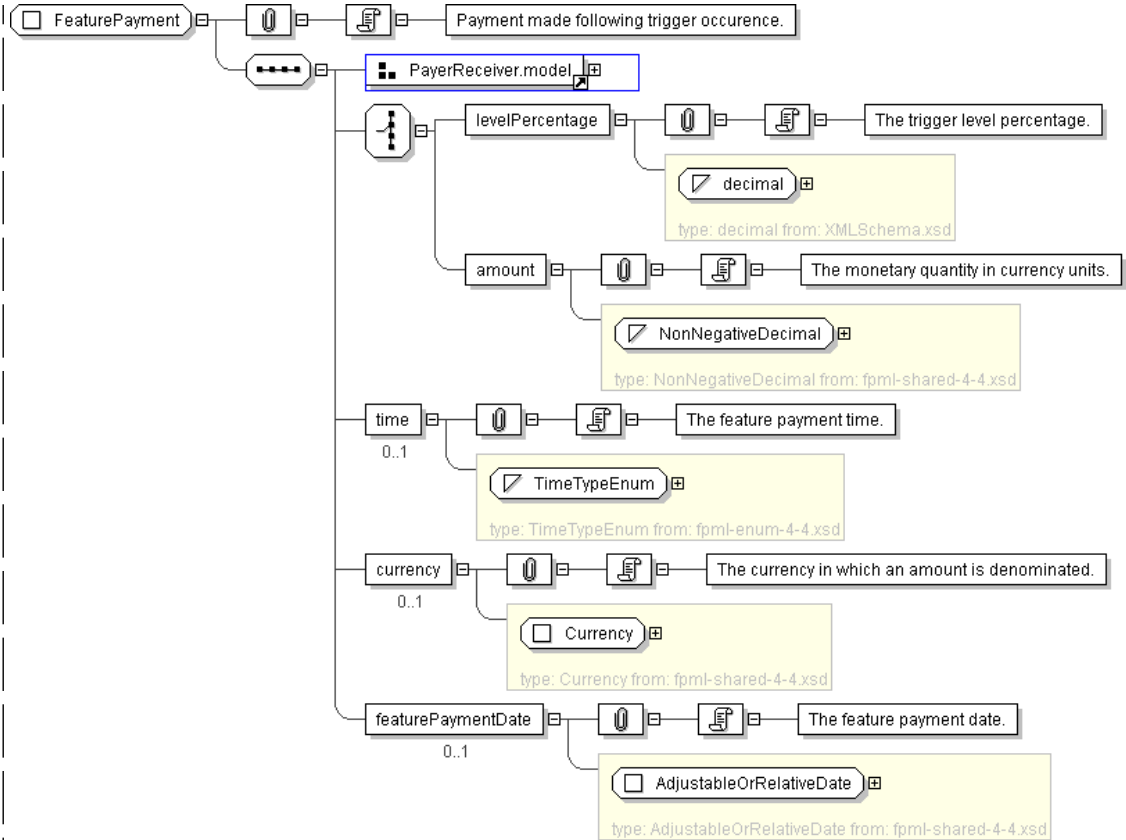 FeaturePayment
Payment made following trigger occurence.
PayerReceiver.model
levelPercentage
The trigger level percentage.
decimal
type: decimal from: XMLSchema.xsd
amount
The monetary quantity in currency units.
NonNegativeDecimal
type: NonNegativeDecimal from: fpml-shared-4-4.xsd
time
The feature payment time.
0..1
TimeTypeEnum
type: TimeTypeEnum from: fpml-enum-4-4.xsd
currency
The currency in which an amount is denominated.
0..1
Currency
type: Currency from: fpml-shared-4-4.xsd
featurePaymentDate
The feature payment date.
0..1
AdjustableOrRelativeDate
type: AdjustableOrRelativeDate from: fpml-shared-4-4.xsd